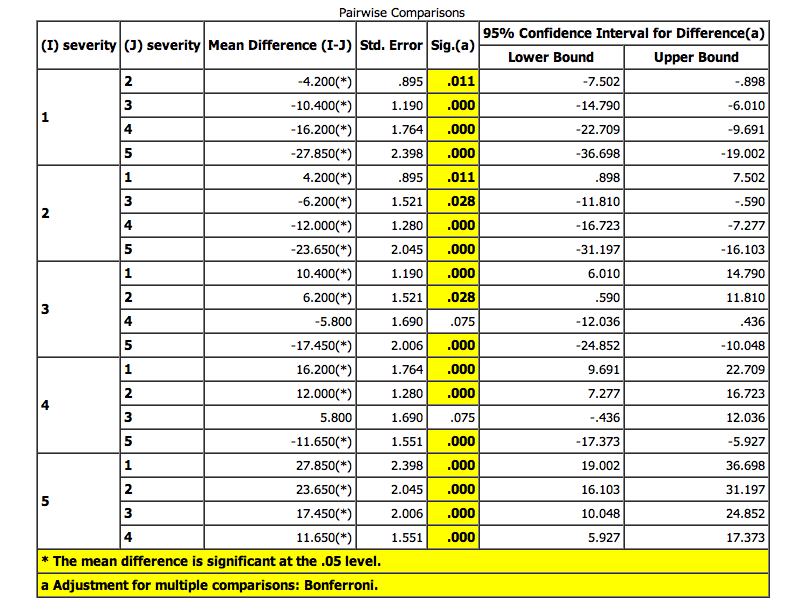 Pairwise Comparisons
(I) severity (J) severity Mean Difference (I-J) Std. Error Sig.(a) 95% Confidence Interval for Difference(a)
Lower Bound Upper Bound
1 2 -4.200(*) .895 .011 -7.502 -.898
3 -10.400(*) 1.190 .000 -14.790 -6.010
4 -16.200(*) 1.764 .000 -22.709 -9.691
5 -27.850(*) 2.398 .000 -36.698 -19.002
2 1 4.200(*) .895 .011 .898 7.502
3 -6.200(*) 1.521 .028 -11.810 -.590
4 -12.000(*) 1.280 .000 -16.723 -7.277
5 -23.650(*) 2.045 .000 -31.197 -16.103
3 1 10.400(*) 1.190 .000 6.010 14.790
2 6.200(*) 1.521 .028 .590 11.810
4 -5.800 1.690 .075 -12.036 .436
5 -17.450(*) 2.006 .000 -24.852 -10.048
4 1 16.200(*) 1.764 .000 9.691 22.709
2 12.000(*) 1.280 .000 7.277 16.723
3 5.800 1.690 .075 -.436 12.036
5 -11.650(*) 1.551 .000 -17.373 -5.927
5 1 27.850(*) 2.398 .000 19.002 36.698
2 23.650(*) 2.045 .000 16.103 31.197
3 17.450(*) 2.006 .000 10.048 24.852
4 11.650(*) 1.551 .000 5.927 17.373
* The mean difference is significant at the .05 level.
a Adjustment for multiple comparisons: Bonferroni.